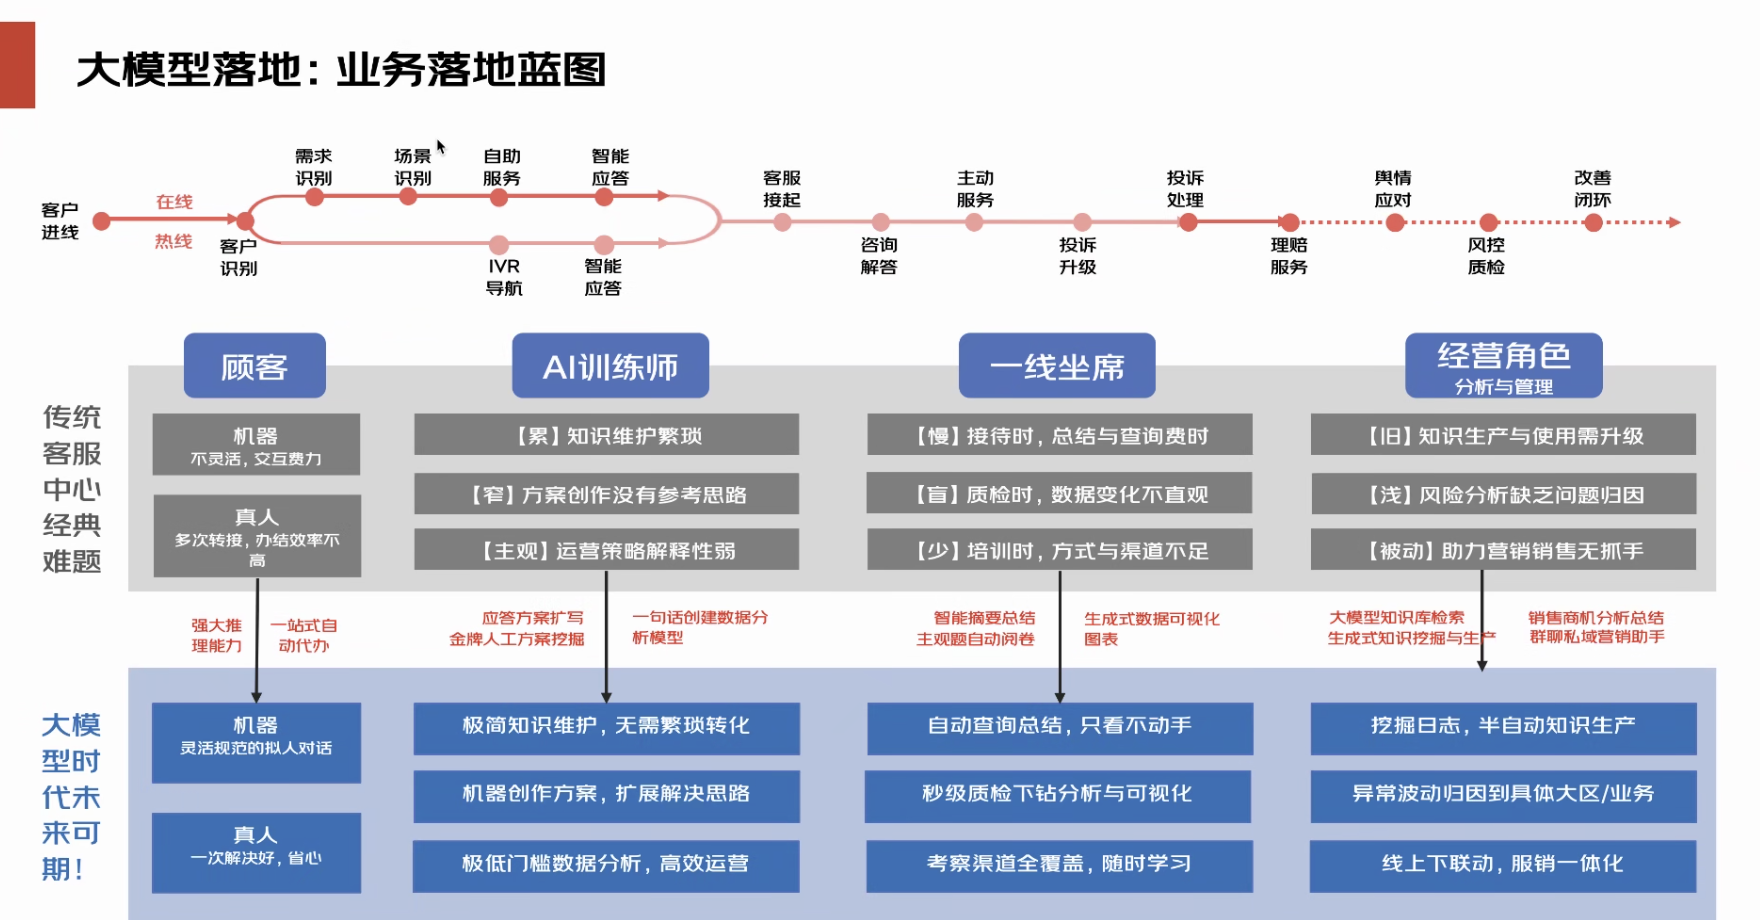 大模型落地：业务落地蓝图
需求
识别
场景
识别
自助
服务
智能
应答
客户
进线
在线
热线
客户
识别
IVR
导航
智能
应答
客服
接起
咨询
解答
主动
服务
投诉
升级
投诉
处理
理赔
服务
舆情
应对
风控
质检
改善
闭环
顾客
AI训练师
一线坐席
经营角色
分析与管理
传统
客服
中心
经典
难题
机器
不灵活，交互费力
真人
多次转接，办结效率不
高
【累】知识维护繁琐
【窄】方案创作没有参考思路
【主观】运营策略解释性弱
【慢】接待时，总结与查询费时
【盲】质检时，数据变化不直观
【少】培训时，方式与渠道不足
【旧】知识生产与使用需升级
【浅】风险分析缺乏问题归因
【被动】助力营销销售无抓手
强大推
理能力
一站式自
动代办
应答方案扩写
金牌人工方案挖掘
一句话创建数据分
析模型
智能摘要总结
主观题自动阅卷
生成式数据可视化
图表
大模型知识库检索
生成式知识挖掘与生产
销售商机分析总结
群聊私域营销助手
大模
型时
代未
来可
期！
机器
灵活规范的拟人对话
真人
一次解决好，省心
极简知识维护，无需繁琐转化
机器创作方案，扩展解决思路
极低门槛数据分析，高效运营
自动查询总结，只看不动手
秒级质检下钻分析与可视化
考察渠道全覆盖，随时学习
挖掘日志，半自动知识生产
异常波动归因到具体大区/业务
线上下联动，服销一体化